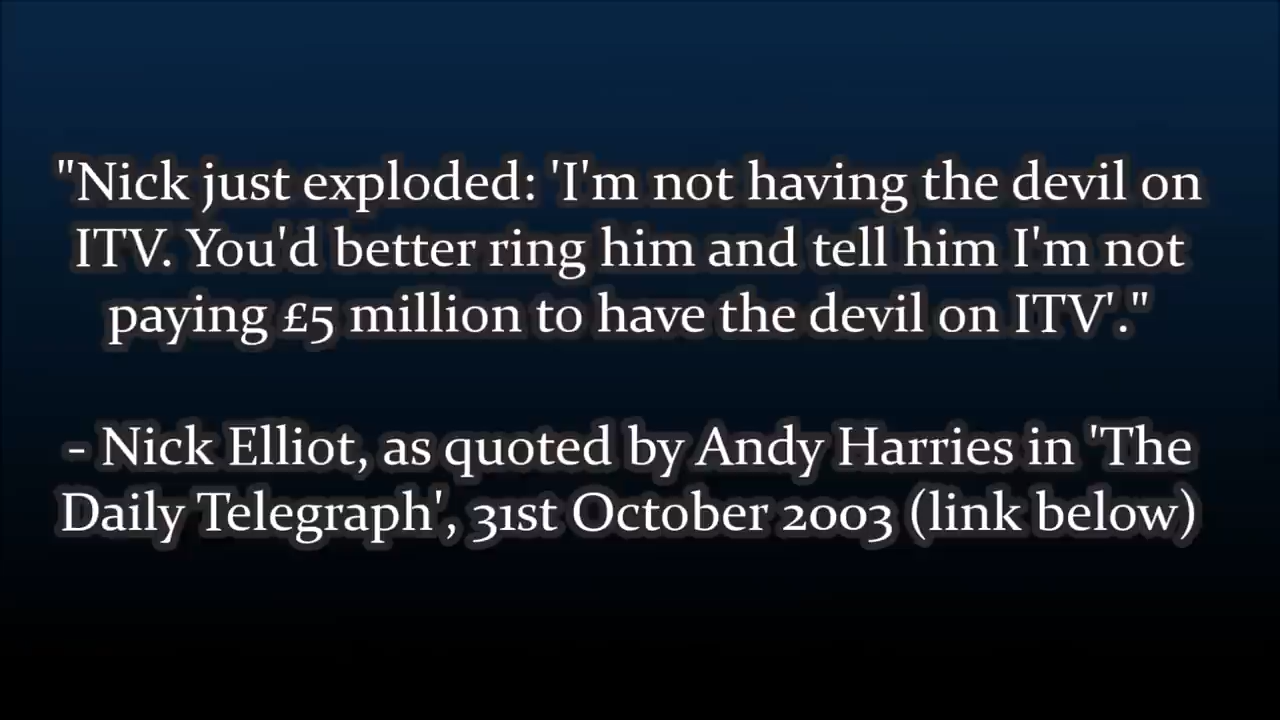 "Nick just exploded: 'I'm not having the devil on
ITV. You'd better ring him and tell him I'm not
paying £5 million to have the devil on ITV'."
- Nick Elliot, as quoted by Andy Harries in 'The
Daily Telegraph', 31st October 2003 (link below)